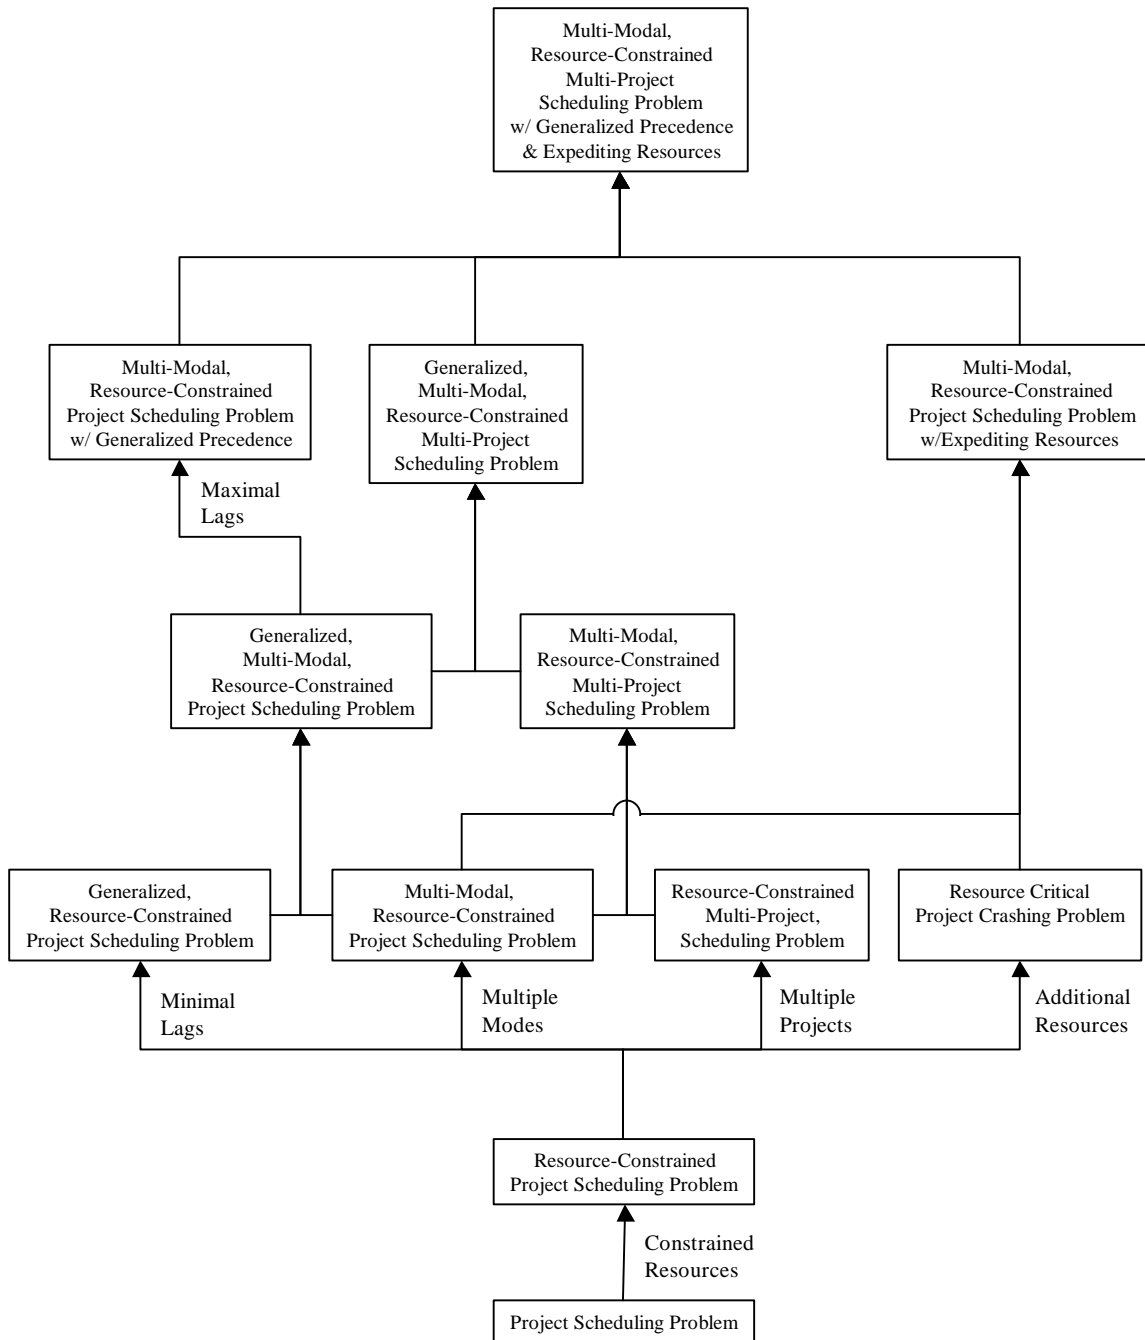 Multi-Modal,
Resource-Constrained
Multi-Project
Scheduling Problem
w/ Generalized Precedence
& Expediting Resources
Multi-Modal,
Resource-Constrained
Project Scheduling Problem
w/ Generalized Precedence
Generalized,
Multi-Modal,
Resource-Constrained
Multi-Project
Scheduling Problem
Multi-Modal,
Resource-Constrained
Project Scheduling Problem
w/Expediting Resources
Maximal
Lags
Generalized,
Multi-Modal,
Resource-Constrained
Project Scheduling Problem
Multi-Modal,
Resource-Constrained
Multi-Project
Scheduling Problem
Generalized,
Resource-Constrained
Project Scheduling Problem
Multi-Modal,
Resource-Constrained
Project Scheduling Problem
Resource-Constrained
Multi-Project,
Scheduling Problem
Resource Critical
Project Crashing Problem
Minimal
Lags
Multiple
Modes
Multiple
Projects
Additional
Resources
Resource-Constrained
Project Scheduling Problem
Constrained
Resources
Project Scheduling Problem